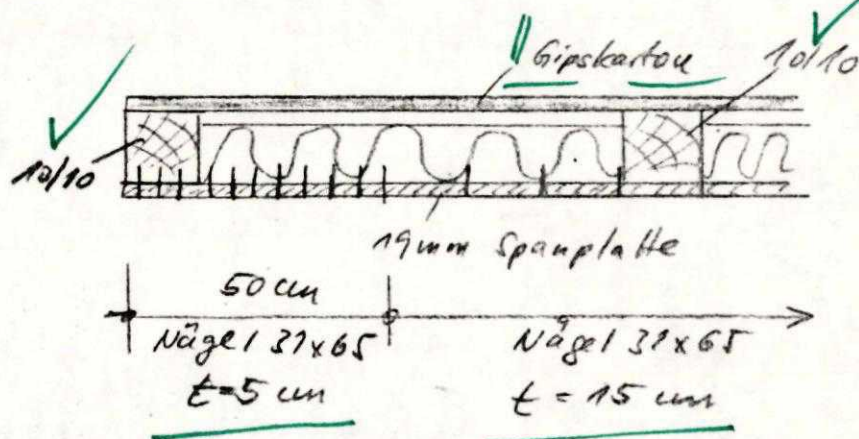 Gipskarton
10/10
10/10
19mm Spanplatte
50 cm
Nägel 31x65
t=5 cm
Nägel 31x65
t = 15 cm